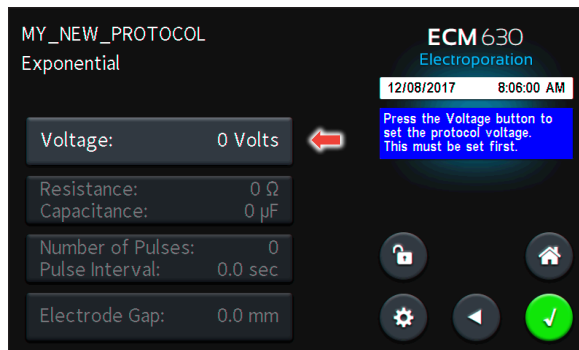 MY_NEW_PROTOCOL
Exponential
ECM 630
Electroporation
12/08/2017 8:06:00 AM
Press the Voltage button to
set the protocol voltage.
This must be set first.
Voltage: 0 Volts
Resistance: 0 Ω
Capacitance: 0 µF
Number of Pulses: 0
Pulse Interval: 0.0 sec
Electrode Gap: 0.0 mm